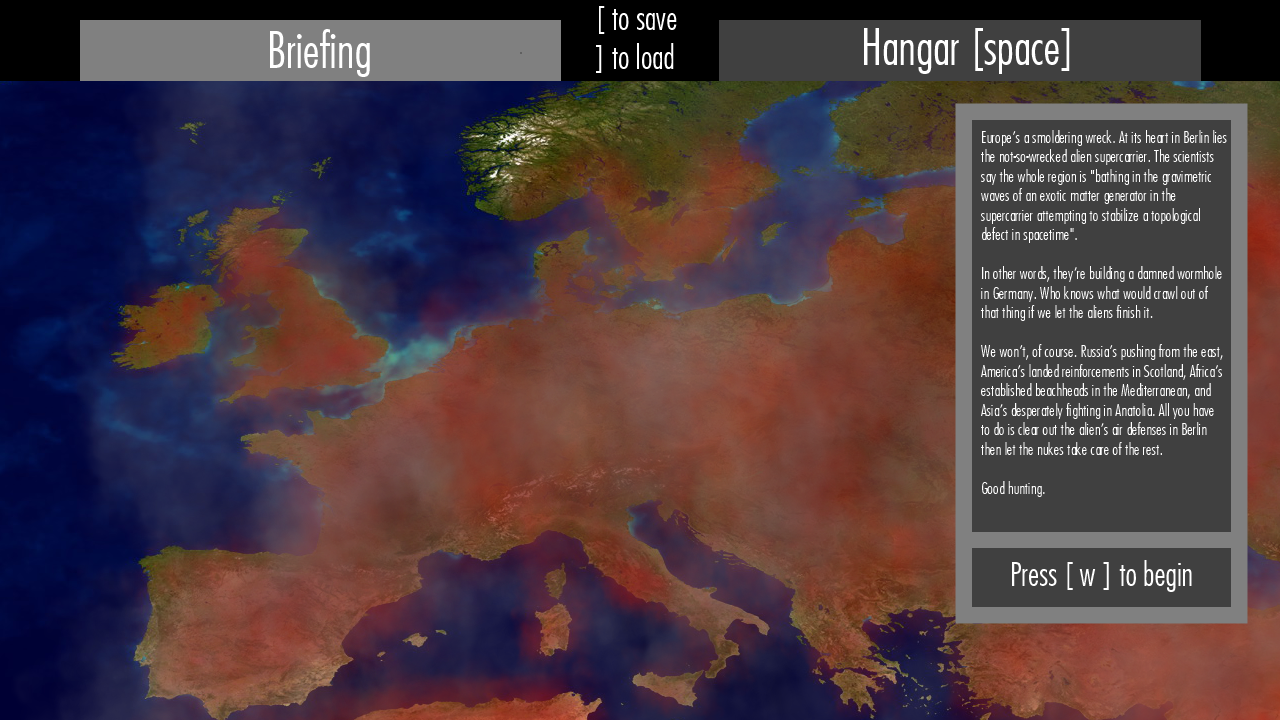 Briefing
[ to save
] to load
Hangar [space]
Europe's a smoldering wreck. At its heart in Berlin lies
the not-so-wrecked alien supercarrier. The scientists
say the whole region is "bathing in the gravimetric
waves of an exotic matter generator in the
supercarrier attempting to stabilize a topological
defect in spacetime".
In other words, they're building a damned wormhole
in Germany. Who knows what would crawl out of
that thing if we let the aliens finish it.
We won't, of course. Russia's pushing from the east,
America's landed reinforcements in Scotland, Africa's
established beachheads in the Mediterranean, and
Asia's desperately fighting in Anatolia. All you have
to do is clear out the alien's air defenses in Berlin
then let the nukes take care of the rest.
Good hunting.
Press [ w ] to begin